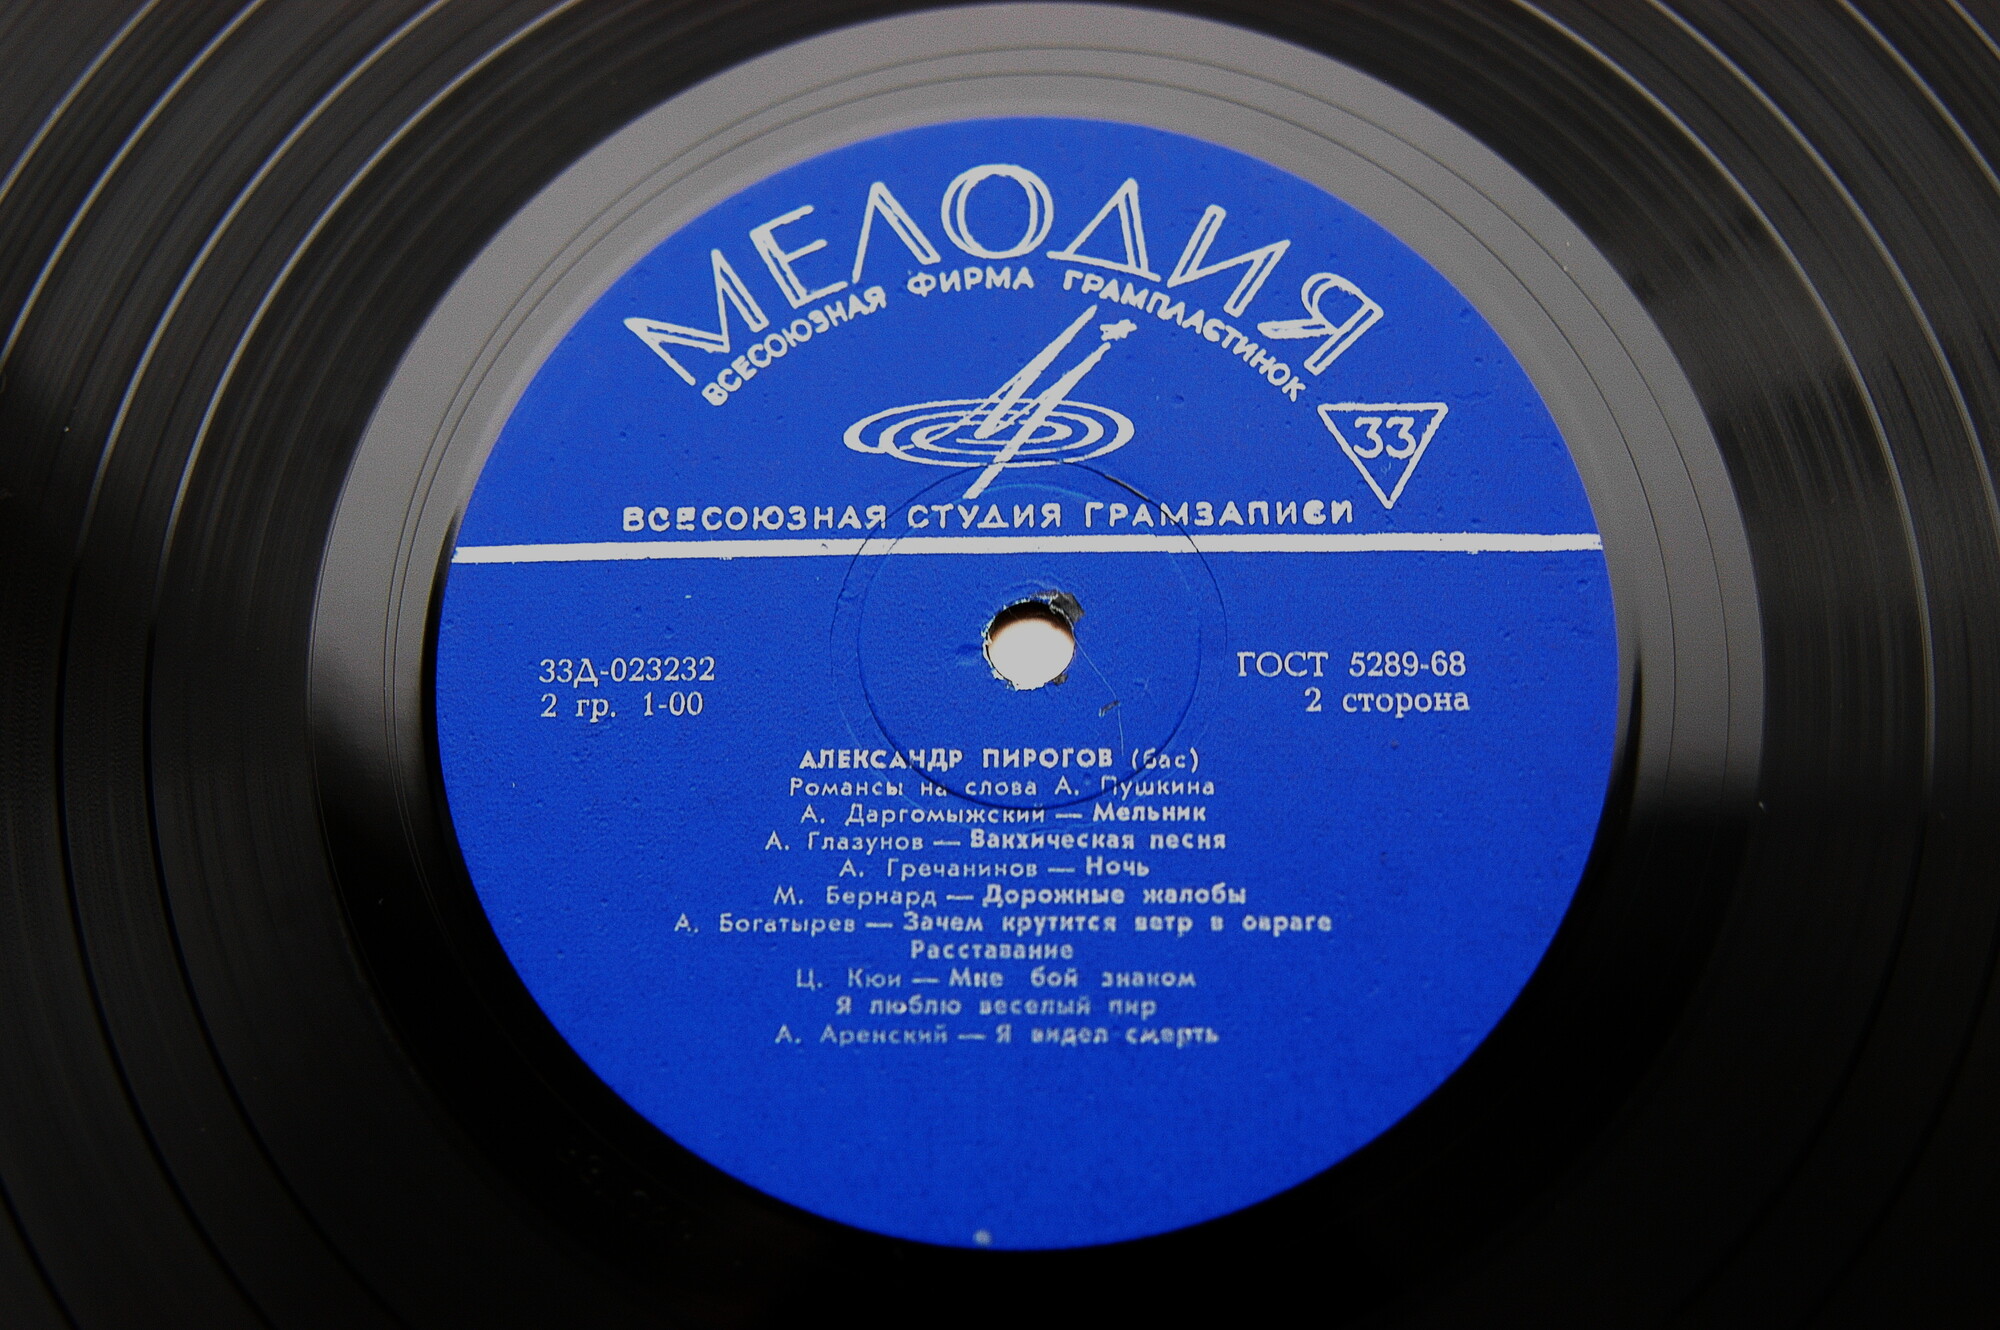 МЕЛОДИЯ
ВСЕСОЮЗНАЯ ФИРМА ГРАМПЛАСТИНОК
33
ВСЕСОЮЗНАЯ СТУДИЯ ГРАМЗАПИСИ
33Д-023232
2 гр. 1-00
ГОСТ 5289-68
2 сторона
АЛЕКСАНДР ПИРОГОВ (бас)
Романсы на слова А. Пушкина
А. Даргомыжский — Мельник
А. Глазунов — Вакхическая песня
А. Гречанинов — Ночь
М. Бернард — Дорожные жалобы
А. Богатырев — Зачем крутится ветр в овраге
Расставание
Ц. Кюи — Мне бой знаком
Я люблю веселый пир
А. Аренский — Я видел смерть